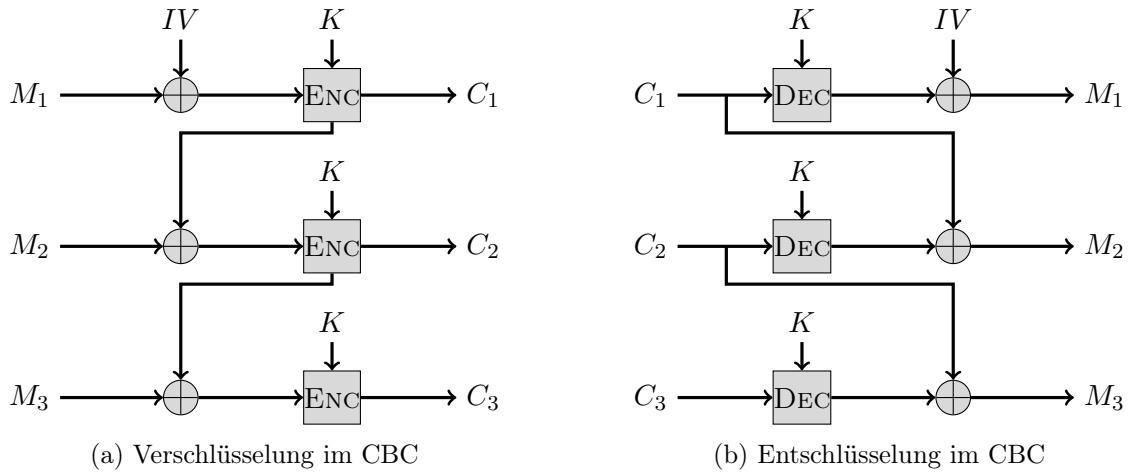 IV K
M1 ENC C1
K
M2 ENC C2
K
M3 ENC C3
(a) Verschlüsselung im CBC
K IV
C1 DEC M1
K
C2 DEC M2
K
C3 DEC M3
(b) Entschlüsselung im CBC